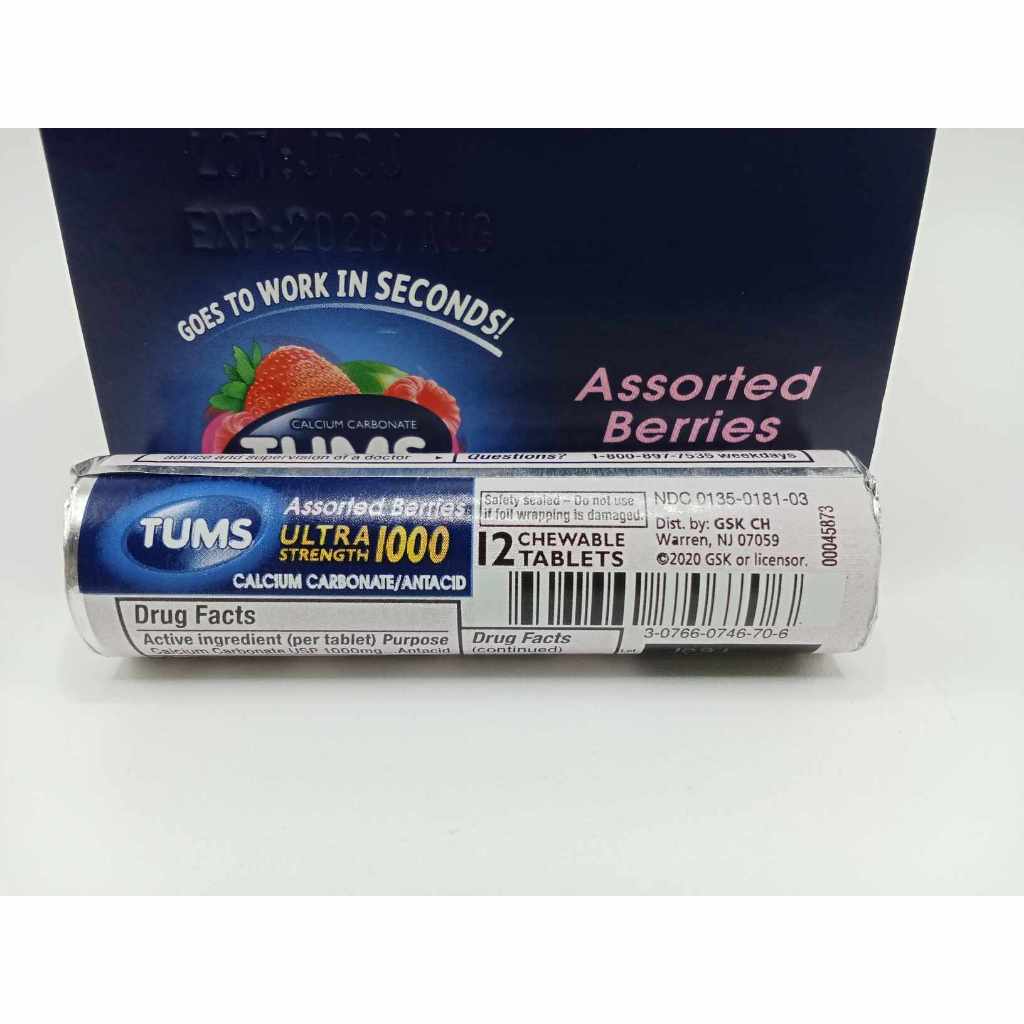 EXP:2026/AUG
GOES TO WORK IN SECONDS!
CALCIUM CARBONATE
TUMS
Assorted
Berries
advice and supervision of a doctor
Questions? 1-800-897-7535 weekdays
TUMS
Assorted Berries
ULTRA
STRENGTH 1000
CALCIUM CARBONATE/ANTACID
Safety sealed – Do not use
if foil wrapping is damaged.
12 CHEWABLE
TABLETS
NDC 0135-0181-03
Dist. by: GSK CH
Warren, NJ 07059
©2020 GSK or licensor.
00045873
3-0766-0746-70-6
Drug Facts
Active ingredient (per tablet) Purpose
Calcium Carbonate USP 1000mg ..Antacid
Drug Facts
(continued)
Lot